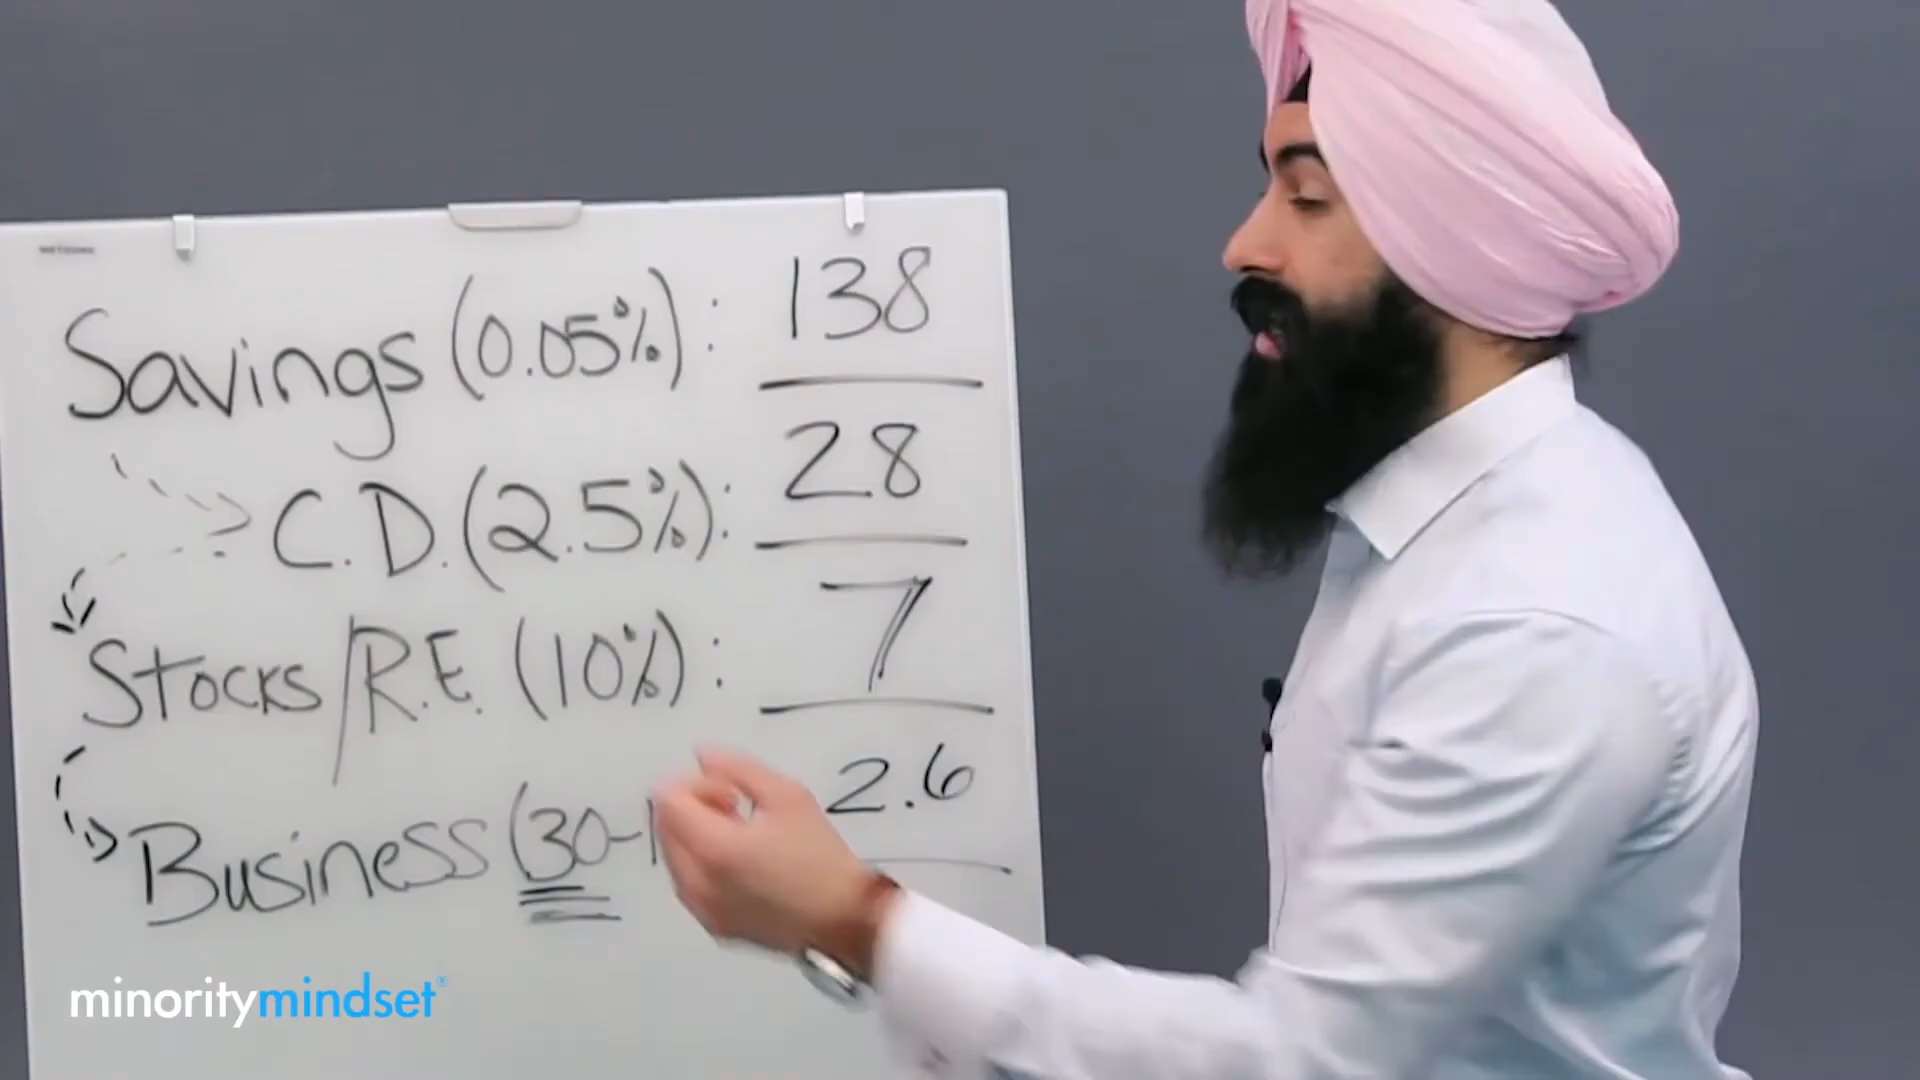 Savings (0.05%): 138
C.D. (2.5%): 28
Stocks/R.E. (10%): 7
Business (30- 2.6
minoritymindset